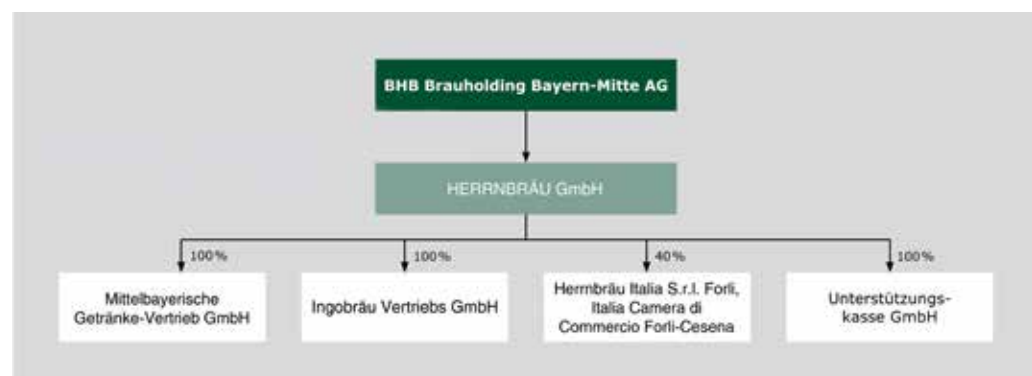 BHB Brauholding Bayern-Mitte AG
HERRNBRÄU GmbH
100%
100%
40%
100%
Mittelbayerische
Getränke-Vertrieb GmbH
Ingobräu Vertriebs GmbH
Herrnbräu Italia S.r.l. Forli,
Italia Camera di
Commercio Forli-Cesena
Unterstützungs-
kasse GmbH